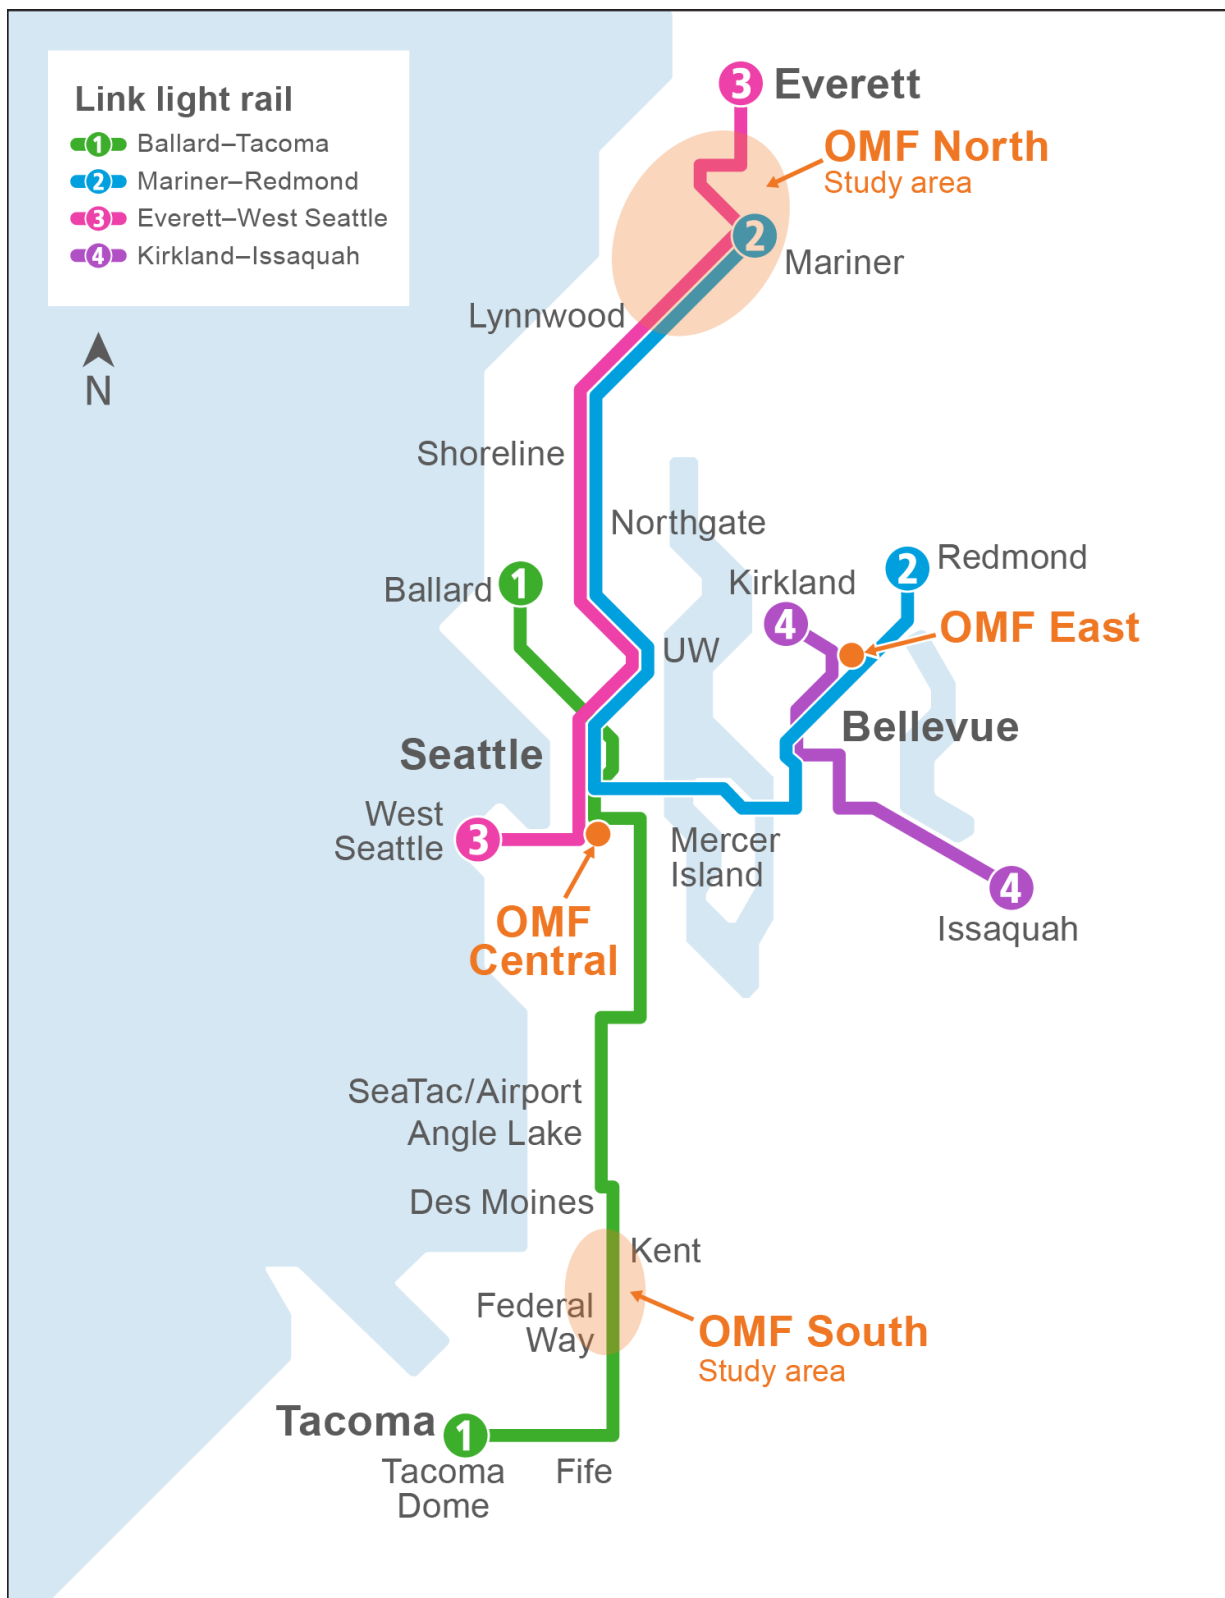 Link light rail
1 Ballard–Tacoma
2 Mariner–Redmond
3 Everett–West Seattle
4 Kirkland–Issaquah
N
3 Everett
OMF North
Study area
2
Mariner
Lynnwood
Shoreline
Northgate
Ballard 1
Kirkland
4
2 Redmond
OMF East
UW
Bellevue
Seattle
West
Seattle
3
Mercer
Island
4
Issaquah
OMF
Central
SeaTac/Airport
Angle Lake
Des Moines
Kent
Federal
Way
OMF South
Study area
Tacoma 1
Tacoma
Dome
Fife